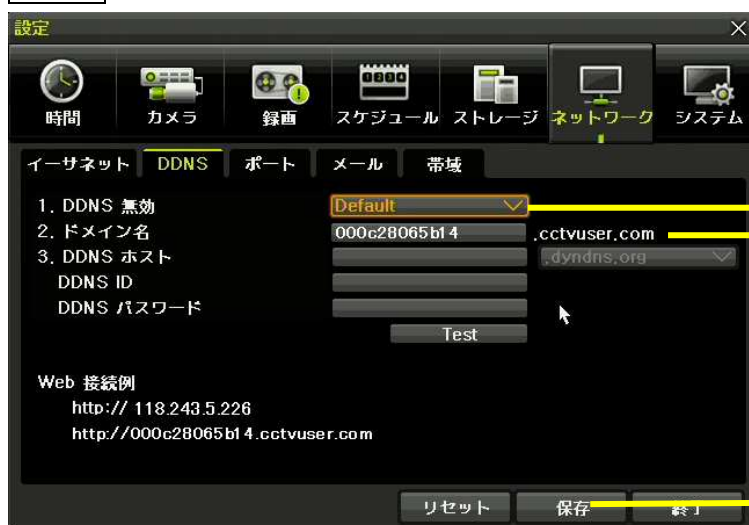 設定
時間 カメラ 録画 スケジュール ストレージ ネットワーク システム
イーサネット DDNS ポート メール 帯域
1. DDNS 無効 Default
2. ドメイン名 000c28065b14 .cctvuser.com
3. DDNS ホスト .dyndns.org
DDNS ID
DDNS パスワード
Test
Web 接続例
http:// 118.243.5.226
http://000c28065b14.cctvuser.com
リセット 保存 終了